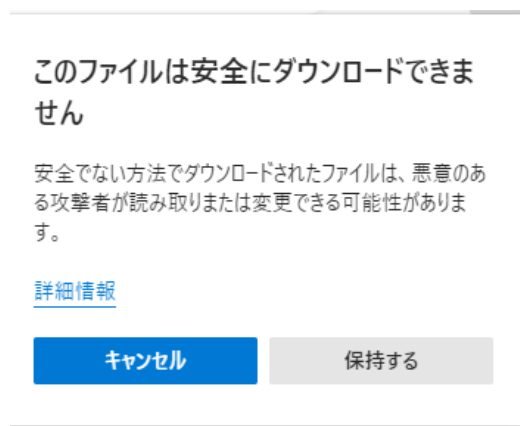 このファイルは安全にダウンロードできま
せん
安全でない方法でダウンロードされたファイルは、悪意のあ
る攻撃者が読み取りまたは変更できる可能性がありま
す。
詳細情報
キャンセル
保持する